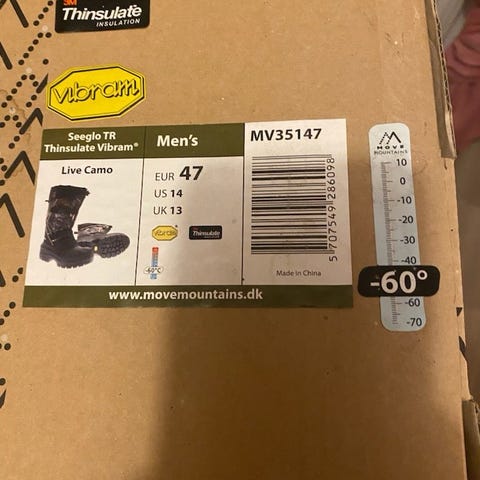 3M
Thinsulate
INSULATION
vibram
Seeglo TR
Thinsulate Vibram®
Live Camo
Men's
EUR 47
US 14
UK 13
vibram
Thinsulate
-60°C
MV35147
5 707549 286098
Made in China
www.movemountains.dk
MOVE
MOUNTAINS
10
0
-10
-20
-30
-40
-60°
-60
-70